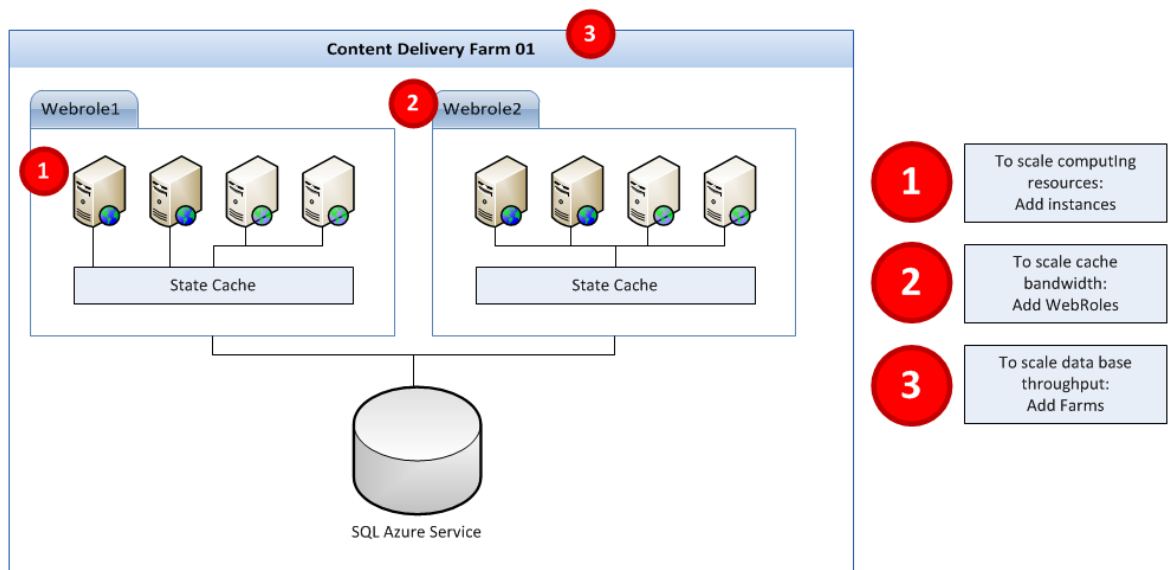 Content Delivery Farm 01
3
Webrole1
2
Webrole2
1
State Cache
State Cache
SQL Azure Service
1
To scale computIng
resources:
Add instances
2
To scale cache
bandwidth:
Add WebRoles
3
To scale data base
throughput:
Add Farms